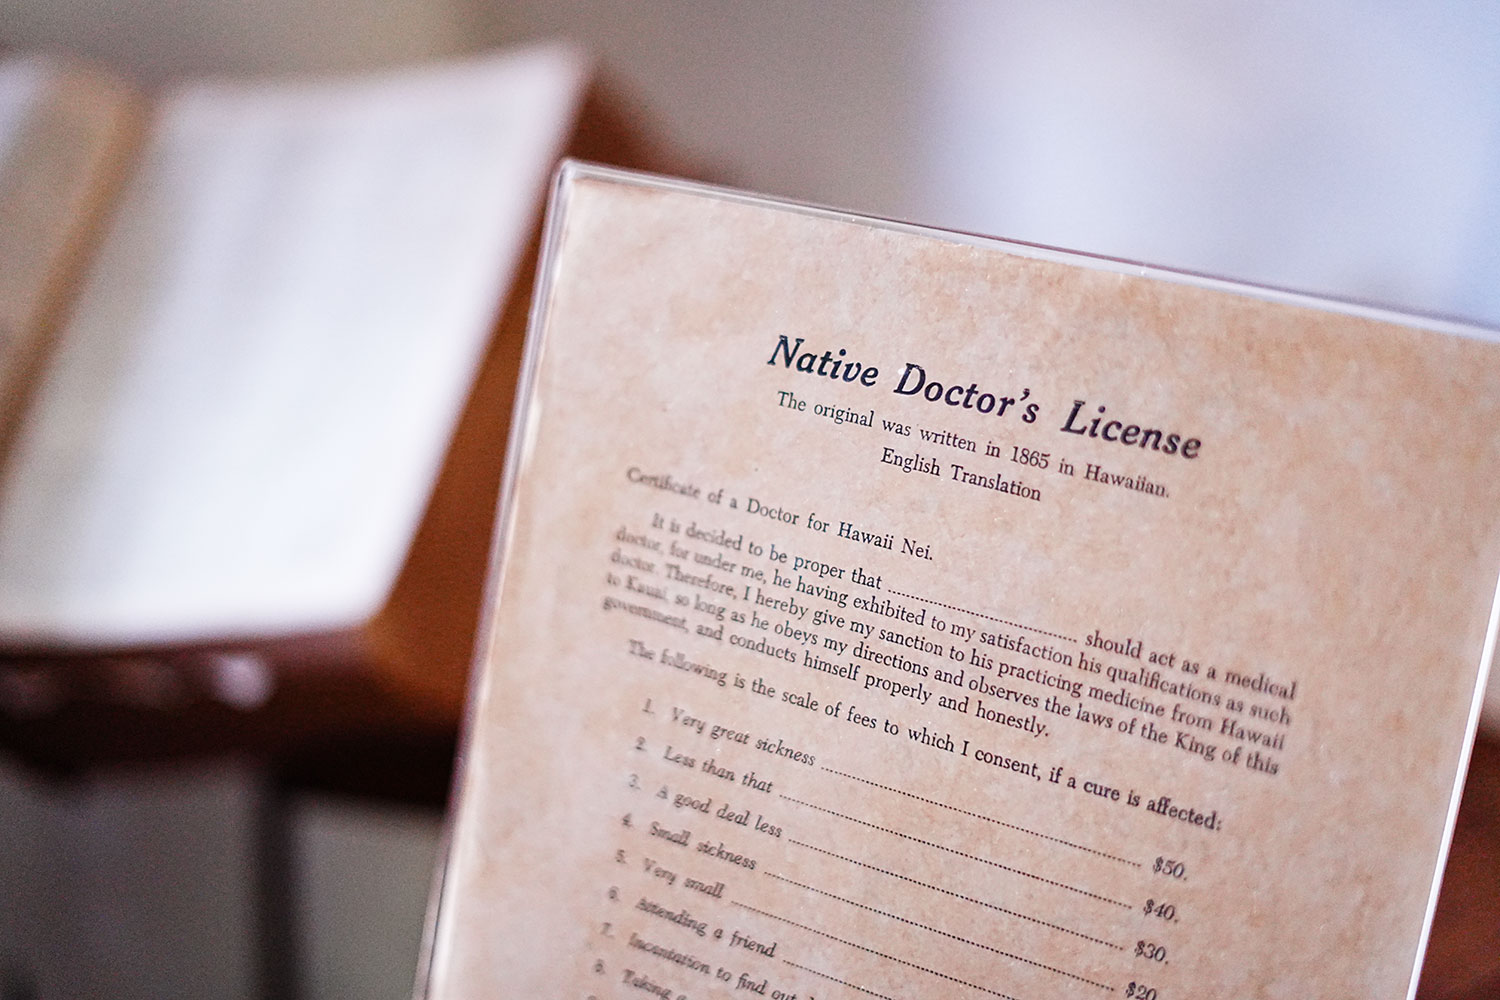 Native Doctor's License
The original was written in 1865 in Hawaiian.
English Translation
Certificate of a Doctor for Hawaii Nei.
It is decided to be proper that ........................................ should act as a medical
doctor, for under me, he having exhibited to my satisfaction his qualifications as such
doctor. Therefore, I hereby give my sanction to his practicing medicine from Hawaii
to Kauai, so long as he obeys my directions and observes the laws of the King of this
government, and conducts himself properly and honestly.
The following is the scale of fees to which I consent, if a cure is affected:
1. Very great sickness ........................................ $50.
2. Less than that ........................................ $40.
3. A good deal less ........................................ $30.
4. Small sickness ........................................ $20
5. Very small ........................................
6. Attending a friend ........................................
7. Incantation to find out
8. Taking